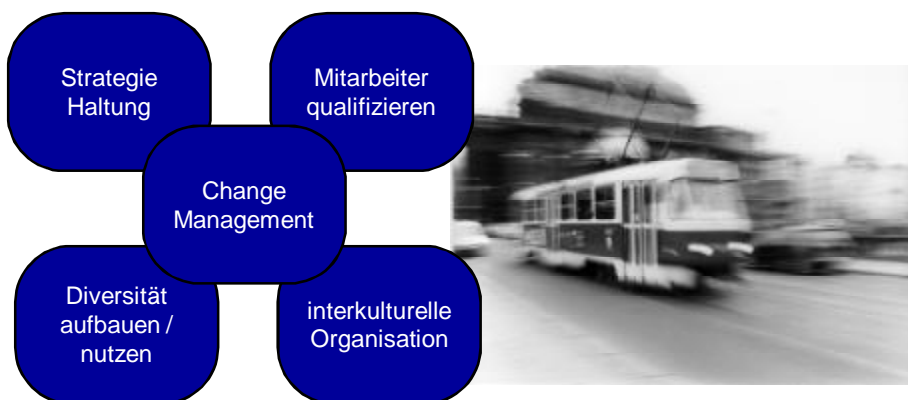 Strategie
Haltung
Mitarbeiter
qualifizieren
Change
Management
Diversität
aufbauen /
nutzen
interkulturelle
Organisation